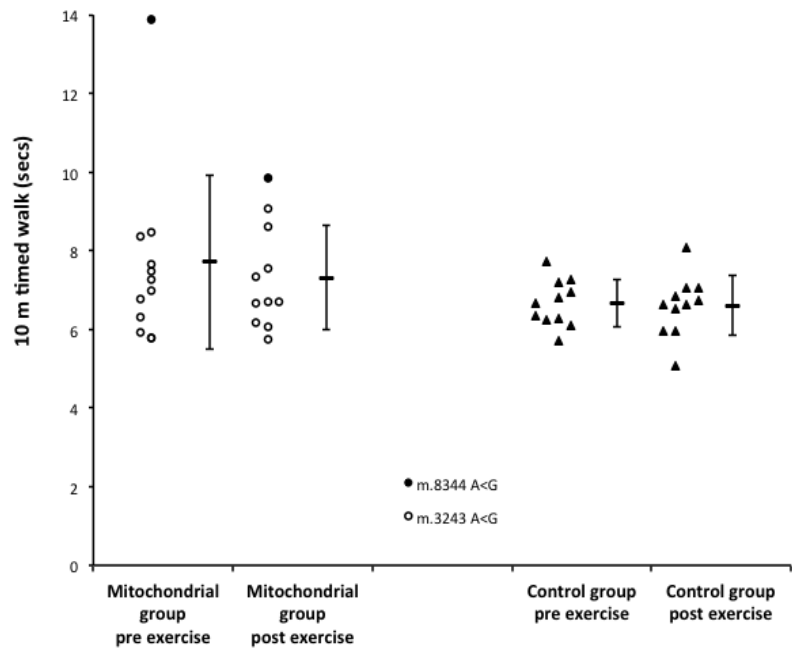 14
12
10
8
6
4
2
0
10 m timed walk (secs)
m.8344 A<G
m.3243 A<G
Mitochondrial
group
pre exercise
Mitochondrial
group
post exercise
Control group
pre exercise
Control group
post exercise